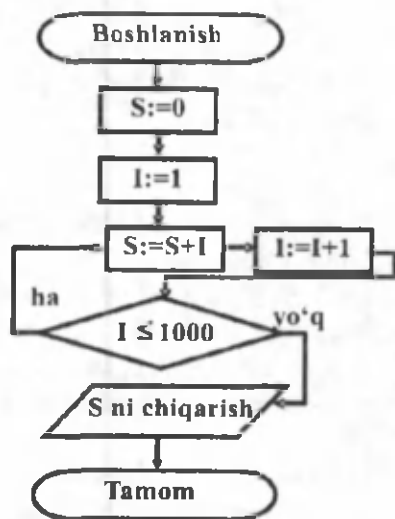 Boshlanish
S:=0
I:=1
S:=S+I
I:=I+1
ha
I ≤ 1000
yo‘q
S ni chiqarish
Tamom